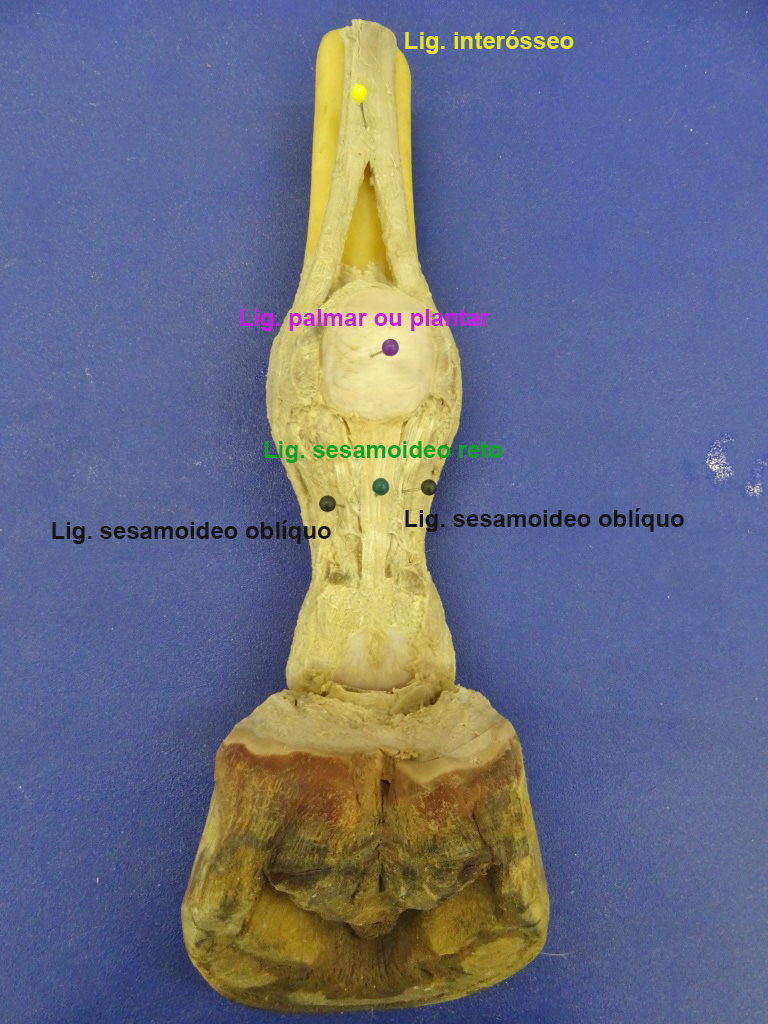 Lig. interósseo
Lig. palmar ou plantar
Lig. sesamoideo reto
Lig. sesamoideo oblíquo
Lig. sesamoideo oblíquo